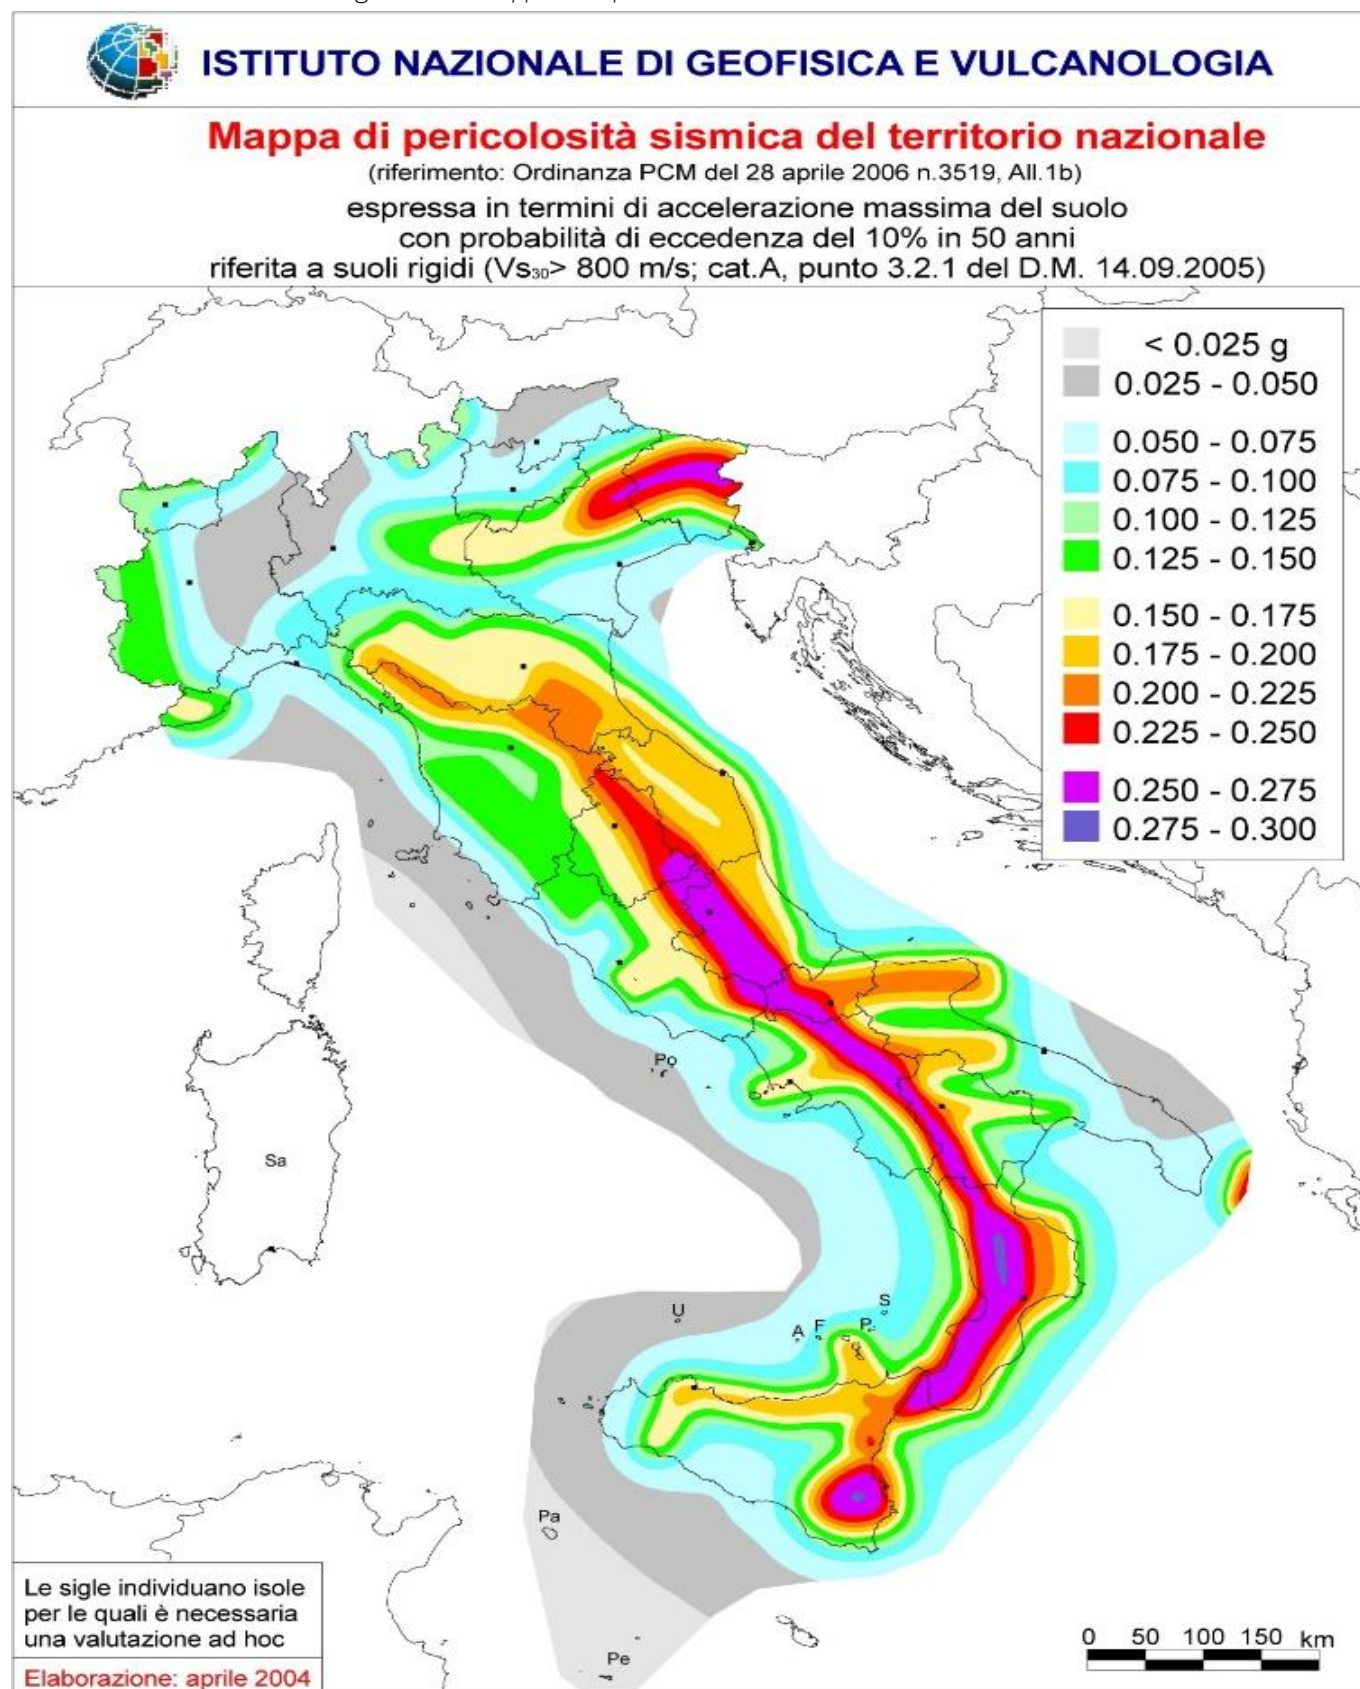 ISTITUTO NAZIONALE DI GEOFISICA E VULCANOLOGIA
Mappa di pericolosità sismica del territorio nazionale
(riferimento: Ordinanza PCM del 28 aprile 2006 n.3519, All.1b)
espressa in termini di accelerazione massima del suolo
con probabilità di eccedenza del 10% in 50 anni
riferita a suoli rigidi (Vs30> 800 m/s; cat.A, punto 3.2.1 del D.M. 14.09.2005)
< 0.025 g
0.025 - 0.050
0.050 - 0.075
0.075 - 0.100
0.100 - 0.125
0.125 - 0.150
0.150 - 0.175
0.175 - 0.200
0.200 - 0.225
0.225 - 0.250
0.250 - 0.275
0.275 - 0.300
Po
Sa
U
S
A
F
P
Pa
Pe
Le sigle individuano isole
per le quali è necessaria
una valutazione ad hoc
Elaborazione: aprile 2004
0 50 100 150 km